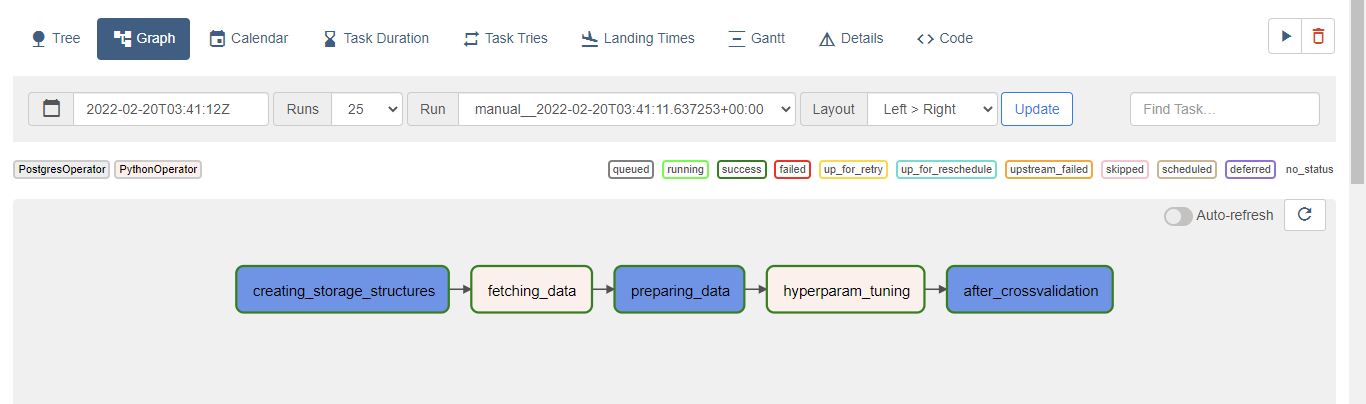 Tree Graph Calendar Task Duration Task Tries Landing Times Gantt Details Code
2022-02-20T03:41:12Z Runs 25 Run manual__2022-02-20T03:41:11.637253+00:00 Layout Left > Right Update Find Task...
PostgresOperator PythonOperator queued running success failed up_for_retry up_for_reschedule upstream_failed skipped scheduled deferred no_status
Auto-refresh
creating_storage_structures fetching_data preparing_data hyperparam_tuning after_crossvalidation